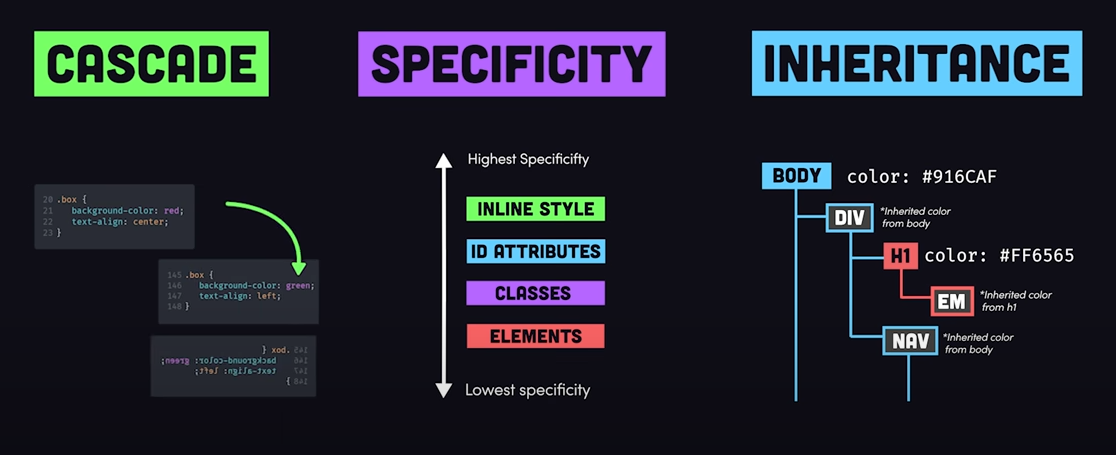 CASCADE
20 .box {
21 background-color: red;
22 text-align: center;
23 }
145 .box {
146 background-color: green;
147 text-align: left;
148 }
145 .box {
146 background-color: green;
147 text-align: left;
148 }
SPECIFICITY
Highest Specificifty
INLINE STYLE
ID ATTRIBUTES
CLASSES
ELEMENTS
Lowest specificity
INHERITANCE
BODY color: #916CAF
DIV *Inherited color
from body
H1 color: #FF6565
EM *Inherited color
from h1
NAV *Inherited color
from body